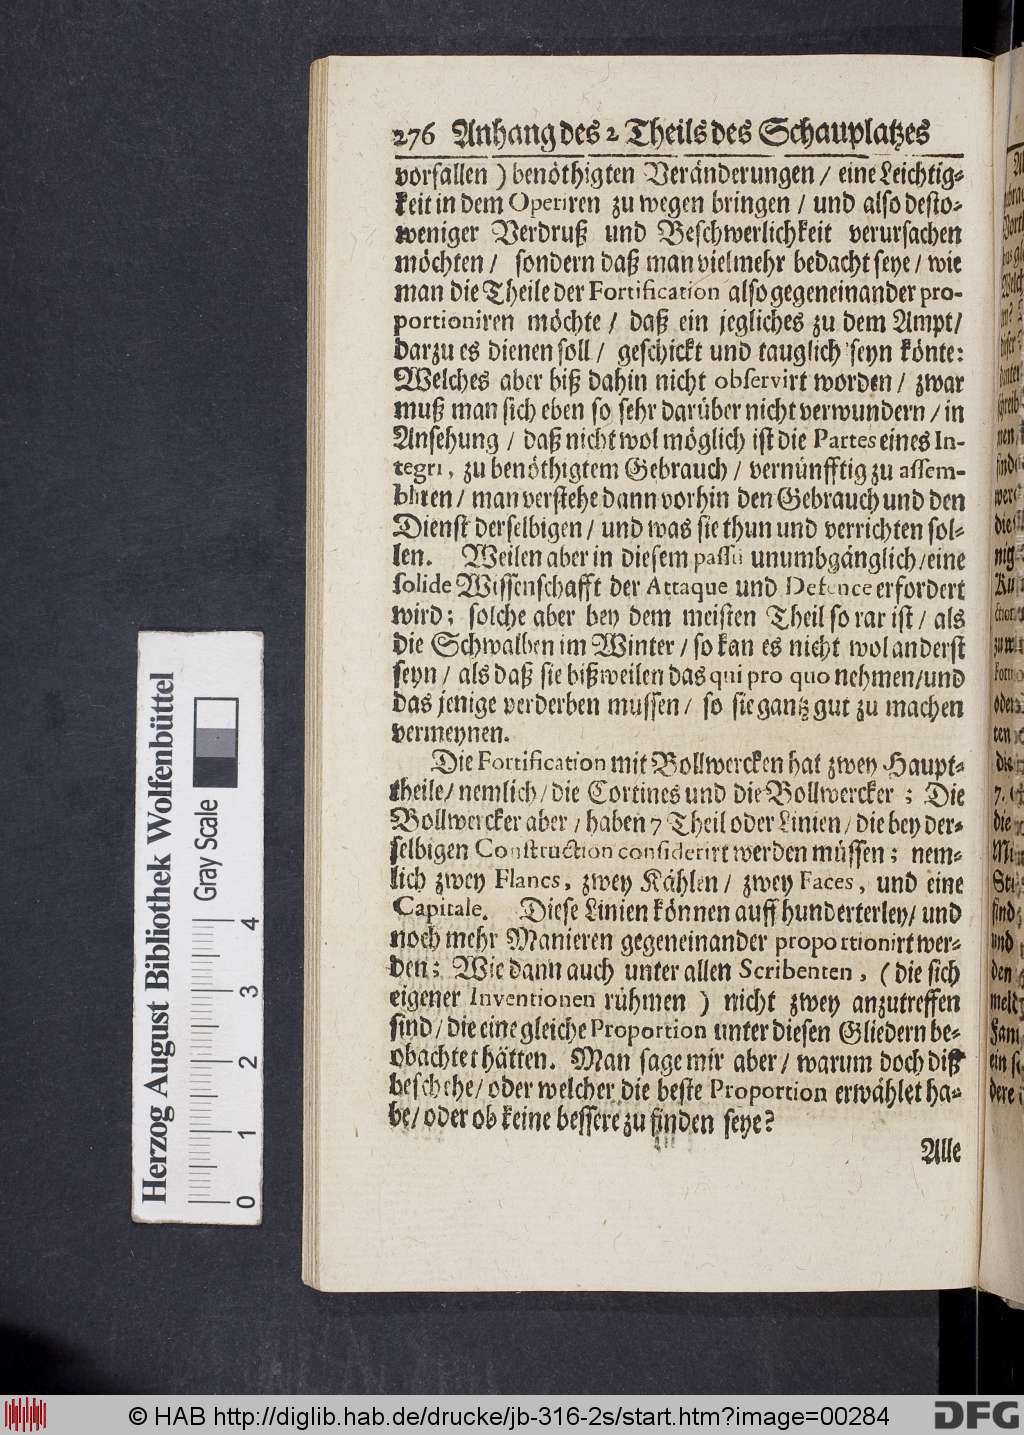 276 Anhang des 2 Theils des Schauplatzes
vorfallen ) benöthigten Veränderungen / eine Leichtig-
keit in dem Operiren zu wegen bringen / und also desto-
weniger Verdruß und Beschwerlichkeit verursachen
möchten / sondern daß man vielmehr bedacht seye / wie
man die Theile der Fortification also gegeneinander pro-
portioniren möchte / daß ein jegliches zu dem Ampt /
darzu es dienen soll / geschickt und tauglich seyn könte:
Welches aber biß dahin nicht observirt worden / zwar
muß man sich eben so sehr darüber nicht verwundern / in
Ansehung / daß nicht wol möglich ist die Partes eines In-
tegri, zu benöthigtem Gebrauch / vernünfftig zu assem-
bliren / man verstehe dann vorhin den Gebrauch und den
Dienst derselbigen / und was sie thun und verrichten sol-
len. Weilen aber in diesem passu unumbgänglich / eine
solide Wissenschafft der Attaque und Defence erfordert
wird; solche aber bey dem meisten Theil so rar ist / als
die Schwalben im Winter / so kan es nicht wol anderst
seyn / als daß sie bißweilen das qui pro quo nehmen / und
das jenige verderben mussen / so sie gantz gut zu machen
vermeynen.
Die Fortification mit Bollwercken hat zwey Haupt-
theile / nemlich / die Cortines und die Bollwercker ; Die
Bollwercker aber / haben 7 Theil oder Linien / die bey der-
selbigen Construction considerirt werden müssen ; nem-
lich zwey Flancs, zwey Kählen / zwey Faces, und eine
Capitale. Diese Linien können auff hunderterley / und
noch mehr Manieren gegeneinander proportionirt wer-
den; Wie dann auch unter allen Scribenten, ( die sich
eigener Inventionen rühmen ) nicht zwey anzutreffen
sind / die eine gleiche Proportion unter diesen Gliedern be-
obachtet hätten. Man sage mir aber / warum doch diß
beschehe / oder welcher die beste Proportion erwählet ha-
be / oder ob keine bessere zu finden seye?
Alle
Herzog August Bibliothek Wolfenbüttel
Gray Scale
0 1 2 3 4
© HAB http://diglib.hab.de/drucke/jb-316-2s/start.htm?image=00284
DFG